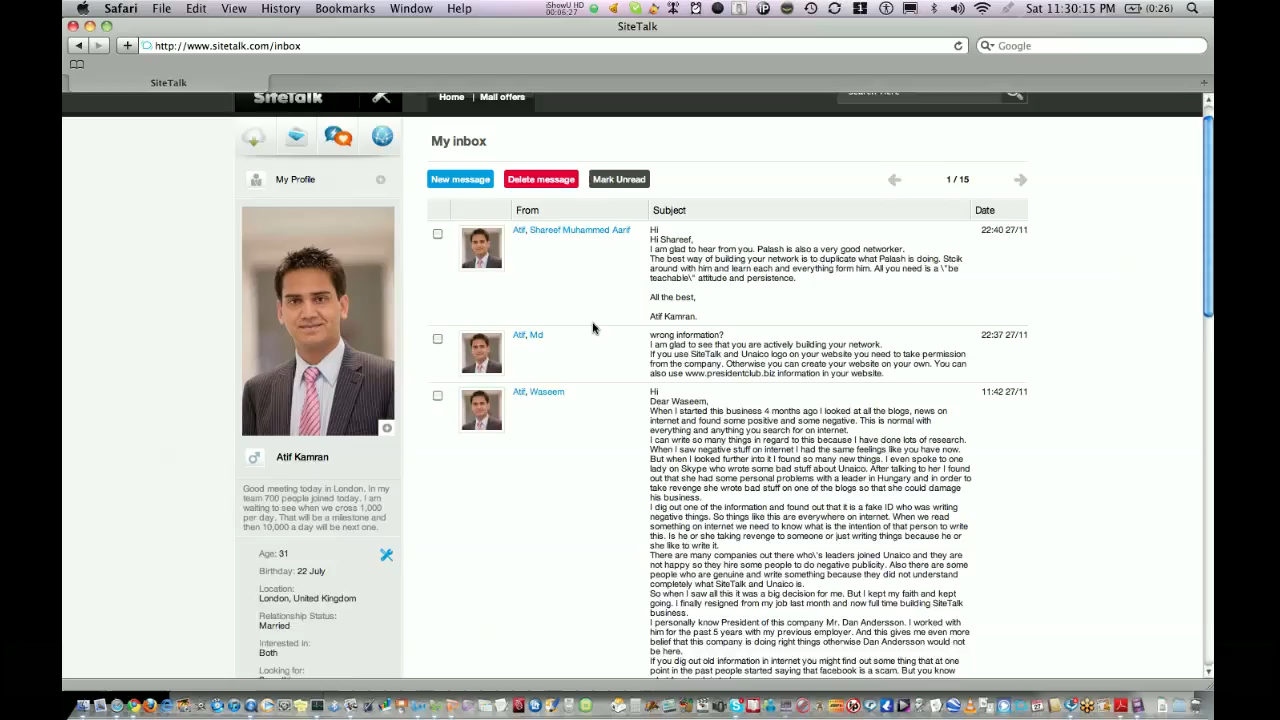 Safari File Edit View History Bookmarks Window Help
iShowU HD
00:06:27
Sat 11:30:15 PM (0:26)
SiteTalk
http://www.sitetalk.com/inbox
Google
SiteTalk
SiteTalk
Home | Mail offers
Search Here
My inbox
My Profile
New message Delete message Mark Unread 1 / 15
From Subject Date
Atif, Shareef Muhammed Aarif
Hi 22:40 27/11
Hi Shareef,
I am glad to hear from you. Palash is also a very good networker.
The best way of building your network is to duplicate what Palash is doing. Stcik
around with him and learn each and everything form him. All you need is a \"be
teachable\" attitude and persistence.
All the best,
Atif Kamran.
Atif, Md
wrong information? 22:37 27/11
I am glad to see that you are actively building your network.
If you use SiteTalk and Unaico logo on your website you need to take permission
from the company. Otherwise you can create your website on your own. You can
also use www.presidentclub.biz information in your website.
Atif, Waseem
Hi 11:42 27/11
Dear Waseem,
When I started this business 4 months ago I looked at all the blogs, news on
internet and found some positive and some negative. This is normal with
everything and anything you search for on internet.
I can write so many things in regard to this because I have done lots of research.
When I saw negative stuff on internet I had the same feelings like you have now.
But when I looked further into it I found so many new things. I even spoke to one
lady on Skype who wrote some bad stuff about Unaico. After talking to her I found
out that she had some personal problems with a leader in Hungary and in order to
take revenge she wrote bad stuff on one of the blogs so that she could damage
his business.
I dig out one of the information and found out that it is a fake ID who was writing
negative things. So things like this are everywhere on internet. When we read
something on internet we need to know what is the intention of that person to write
this. Is he or she taking revenge to someone or just writing things because he or
she like to write it.
There are many companies out there who\'s leaders joined Unaico and they are
not happy so they hire some people to do negative publicity. Also there are some
people who are genuine and write something because they did not understand
completely what SiteTalk and Unaico is.
So when I saw all this it was a big decision for me. But I kept my faith and kept
going. I finally resigned from my job last month and now full time building SiteTalk
business.
I personally know President of this company Mr. Dan Andersson. I worked with
him for the past 5 years with my previous employer. And this gives me even more
belief that this company is doing right things otherwise Dan Andersson would not
be here.
If you dig out old information in internet you might find out some thing that at one
point in the past people started saying that facebook is a scam. But you know
Atif Kamran
Good meeting today in London. In my
team 700 people joined today. I am
waiting to see when we cross 1,000
per day. That will be a milestone and
then 10,000 a day will be next one.
Age: 31
Birthday: 22 July
Location:
London, United Kingdom
Relationship Status:
Married
Interested in:
Both
Looking for: